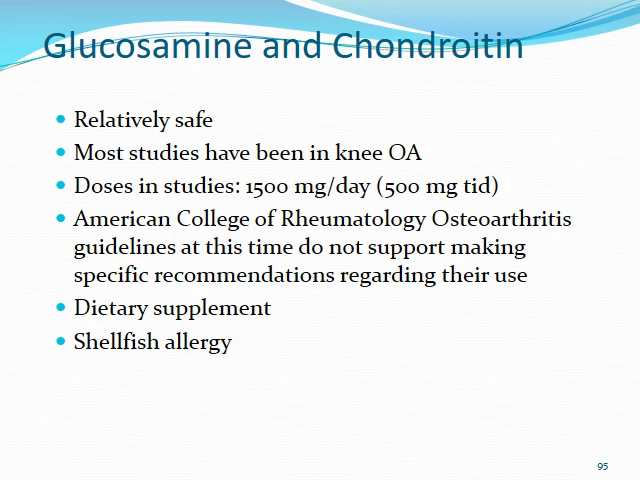 Glucosamine and Chondroitin
• Relatively safe
• Most studies have been in knee OA
• Doses in studies: 1500 mg/day (500 mg tid)
• American College of Rheumatology Osteoarthritis
guidelines at this time do not support making
specific recommendations regarding their use
• Dietary supplement
• Shellfish allergy
95